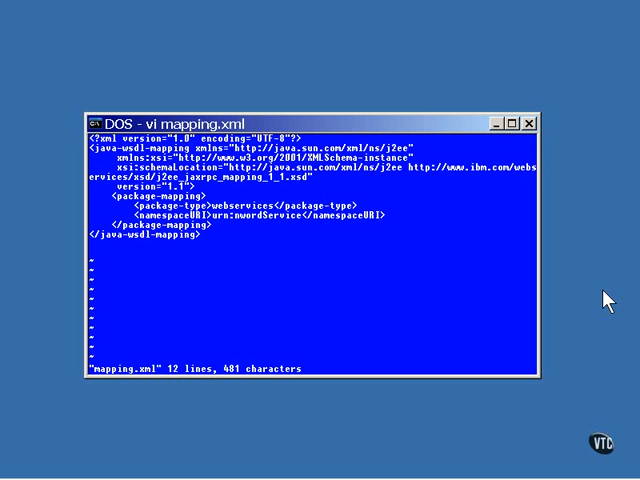 DOS - vi mapping.xml
<?xml version="1.0" encoding="UTF-8"?>
<java-wsdl-mapping xmlns="http://java.sun.com/xml/ns/j2ee"
xmlns:xsi="http://www.w3.org/2001/XMLSchema-instance"
xsi:schemaLocation="http://java.sun.com/xml/ns/j2ee http://www.ibm.com/webs
ervices/xsd/j2ee_jaxrpc_mapping_1_1.xsd"
version="1.1">
<package-mapping>
<package-type>webservices</package-type>
<namespaceURI>urn:nwordService</namespaceURI>
</package-mapping>
</java-wsdl-mapping>
~
~
~
~
~
~
~
~
~
~
~
"mapping.xml" 12 lines, 481 characters
VTC